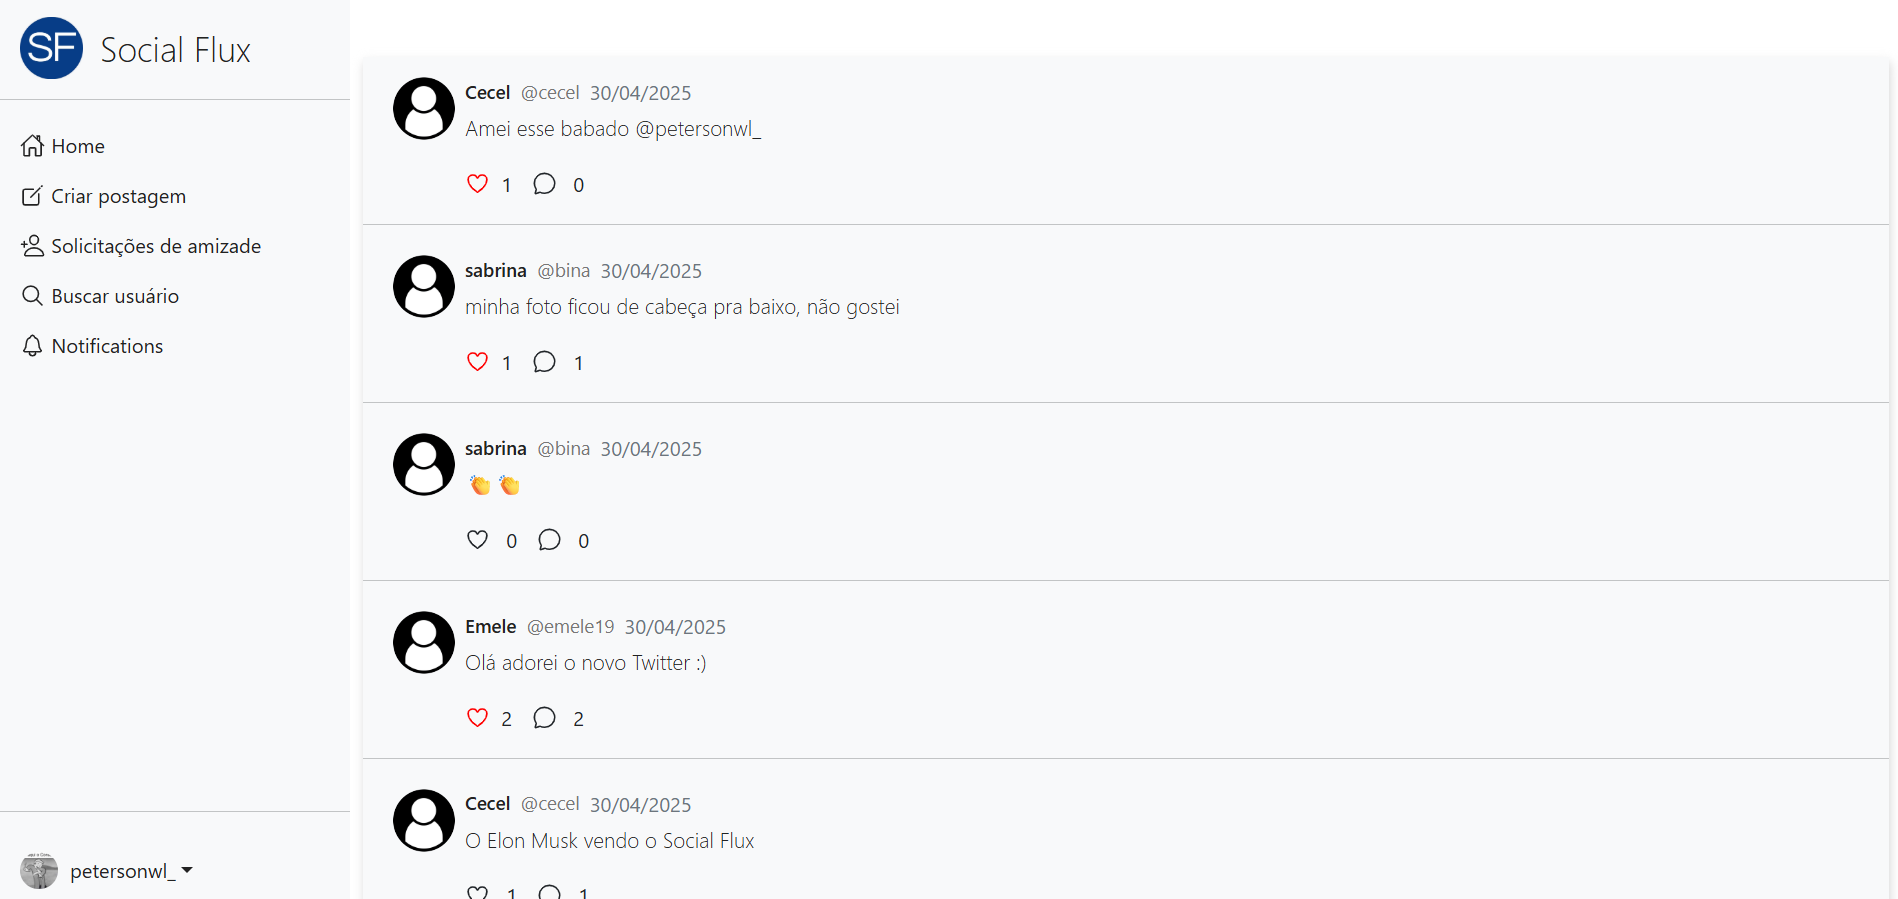 SF Social Flux
Home
Criar postagem
Solicitações de amizade
Buscar usuário
Notifications
petersonwl_
Cecel @cecel 30/04/2025
Amei esse babado @petersonwl_
1 0
sabrina @bina 30/04/2025
minha foto ficou de cabeça pra baixo, não gostei
1 1
sabrina @bina 30/04/2025
👏👏
0 0
Emele @emele19 30/04/2025
Olá adorei o novo Twitter :)
2 2
Cecel @cecel 30/04/2025
O Elon Musk vendo o Social Flux
1 1